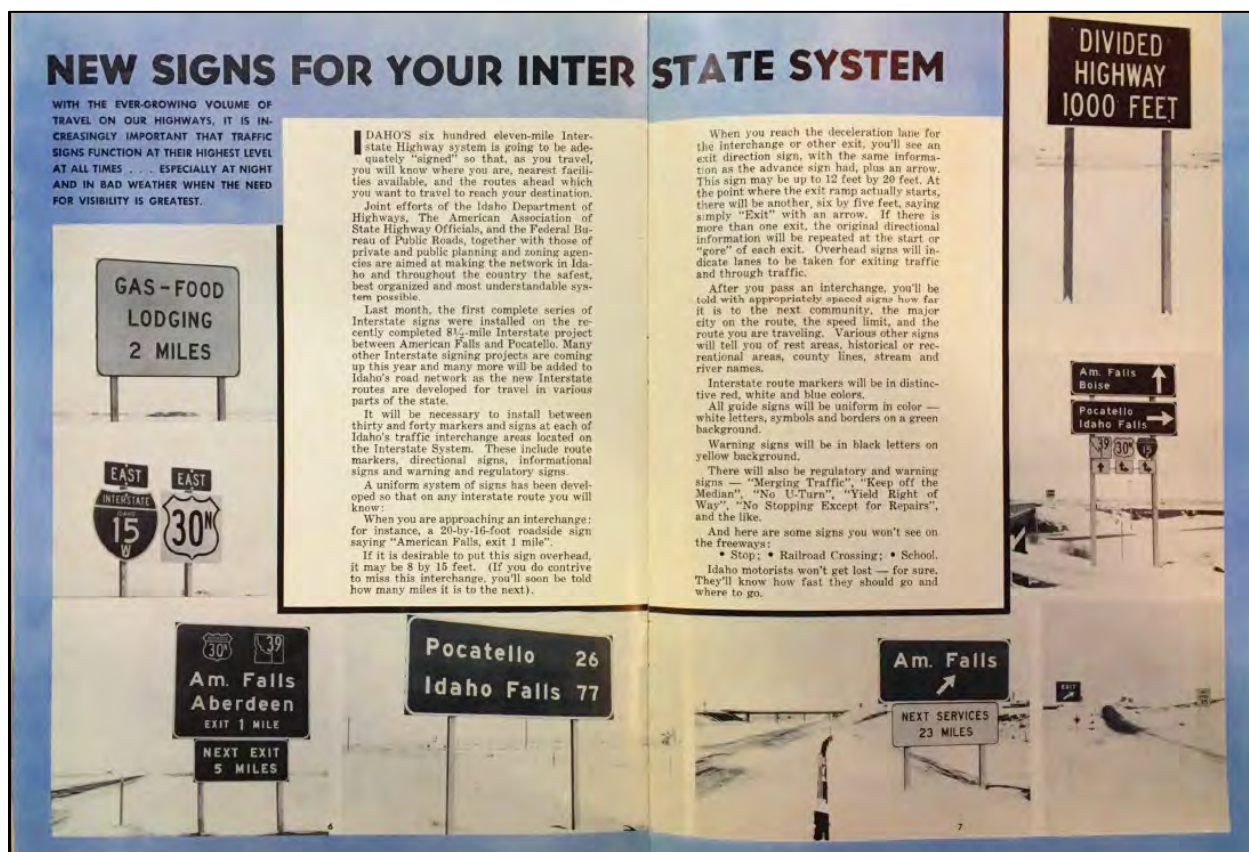 NEW SIGNS FOR YOUR INTER STATE SYSTEM
WITH THE EVER-GROWING VOLUME OF
TRAVEL ON OUR HIGHWAYS, IT IS IN-
CREASINGLY IMPORTANT THAT TRAFFIC
SIGNS FUNCTION AT THEIR HIGHEST LEVEL
AT ALL TIMES . . . ESPECIALLY AT NIGHT
AND IN BAD WEATHER WHEN THE NEED
FOR VISIBILITY IS GREATEST.
IDAHO'S six hundred eleven-mile Inter-
state Highway system is going to be ade-
quately "signed" so that, as you travel,
you will know where you are, nearest facili-
ties available, and the routes ahead which
you want to travel to reach your destination.
Joint efforts of the Idaho Department of
Highways, The American Association of
State Highway Officials, and the Federal Bu-
reau of Public Roads, together with those of
private and public planning and zoning agen-
cies are aimed at making the network in Ida-
ho and throughout the country the safest,
best organized and most understandable sys-
tem possible.
Last month, the first complete series of
Interstate signs were installed on the re-
cently completed 8½-mile Interstate project
between American Falls and Pocatello. Many
other Interstate signing projects are coming
up this year and many more will be added to
Idaho's road network as the new Interstate
routes are developed for travel in various
parts of the state.
It will be necessary to install between
thirty and forty markers and signs at each of
Idaho's traffic interchange areas located on
the Interstate System. These include route
markers, directional signs, informational
signs and warning and regulatory signs.
A uniform system of signs has been devel-
oped so that on any interstate route you will
know:
When you are approaching an interchange:
for instance, a 20-by-16-foot roadside sign
saying "American Falls, exit 1 mile".
If it is desirable to put this sign overhead,
it may be 8 by 15 feet. (If you do contrive
to miss this interchange, you'll soon be told
how many miles it is to the next).
When you reach the deceleration lane for
the interchange or other exit, you'll see an
exit direction sign, with the same informa-
tion as the advance sign had, plus an arrow.
This sign may be up to 12 feet by 20 feet. At
the point where the exit ramp actually starts,
there will be another, six by five feet, saying
simply "Exit" with an arrow. If there is
more than one exit, the original directional
information will be repeated at the start or
"gore" of each exit. Overhead signs will in-
dicate lanes to be taken for exiting traffic
and through traffic.
After you pass an interchange, you'll be
told with appropriately spaced signs how far
it is to the next community, the major
city on the route, the speed limit, and the
route you are traveling. Various other signs
will tell you of rest areas, historical or rec-
reational areas, county lines, stream and
river names.
Interstate route markers will be in distinc-
tive red, white and blue colors.
All guide signs will be uniform in color —
white letters, symbols and borders on a green
background.
Warning signs will be in black letters on
yellow background.
There will also be regulatory and warning
signs — "Merging Traffic", "Keep off the
Median", "No U-Turn", "Yield Right of
Way", "No Stopping Except for Repairs",
and the like.
And here are some signs you won't see on
the freeways:
• Stop; • Railroad Crossing; • School.
Idaho motorists won't get lost — for sure.
They'll know how fast they should go and
where to go.
DIVIDED
HIGHWAY
1000 FEET
GAS - FOOD
LODGING
2 MILES
Am. Falls
Boise
Pocatello
Idaho Falls
39 30N 15
EAST EAST
INTERSTATE
IDAHO
15
W
30N
30N 39
Am. Falls
Aberdeen
EXIT 1 MILE
NEXT EXIT
5 MILES
Pocatello 26
Idaho Falls 77
Am. Falls
NEXT SERVICES
23 MILES
EXIT
6
7